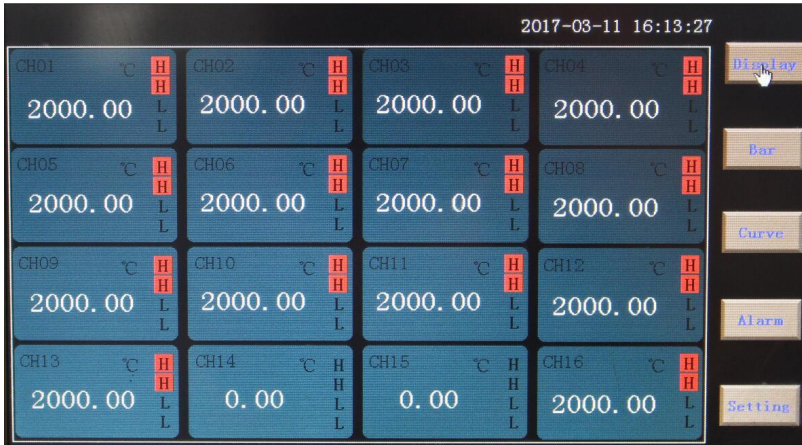 2017-03-11 16:13:27
CH01 ℃ H H L L
2000.00
CH02 ℃ H H L L
2000.00
CH03 ℃ H H L L
2000.00
CH04 ℃ H H L L
2000.00
CH05 ℃ H H L L
2000.00
CH06 ℃ H H L L
2000.00
CH07 ℃ H H L L
2000.00
CH08 ℃ H H L L
2000.00
CH09 ℃ H H L L
2000.00
CH10 ℃ H H L L
2000.00
CH11 ℃ H H L L
2000.00
CH12 ℃ H H L L
2000.00
CH13 ℃ H H L L
2000.00
CH14 ℃ H H L L
0.00
CH15 ℃ H H L L
0.00
CH16 ℃ H H L L
2000.00
Display
Bar
Curve
Alarm
Setting